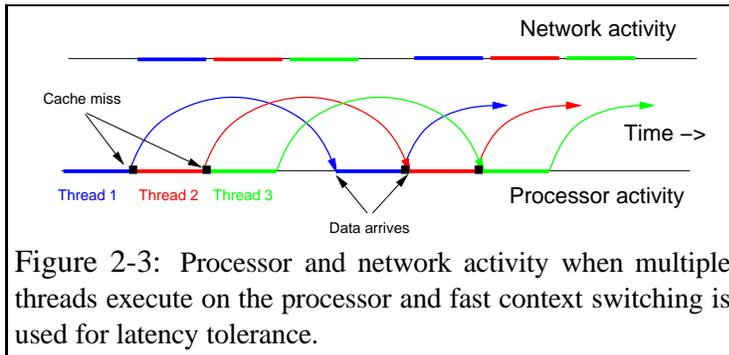 Network activity
Cache miss
Time –>
Thread 1 Thread 2 Thread 3
Processor activity
Data arrives
Figure 2-3: Processor and network activity when multiple
threads execute on the processor and fast context switching is
used for latency tolerance.